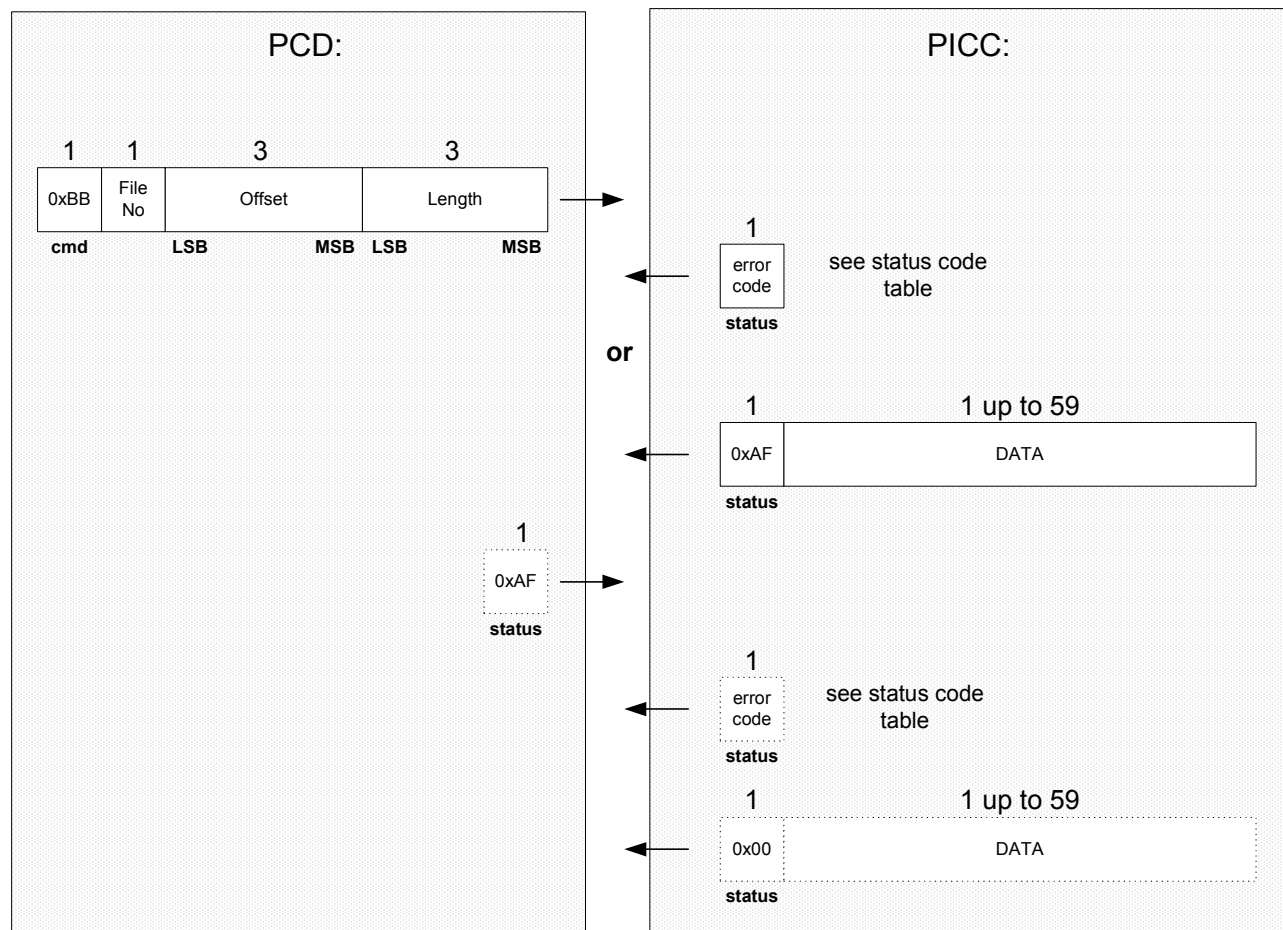 PCD:
PICC:
1 1 3 3
0xBB File No Offset Length
cmd LSB MSB LSB MSB
1
error
code
see status code
table
status
or
1 1 up to 59
0xAF DATA
status
1
0xAF
status
1
error
code
see status code
table
status
1 1 up to 59
0x00 DATA
status